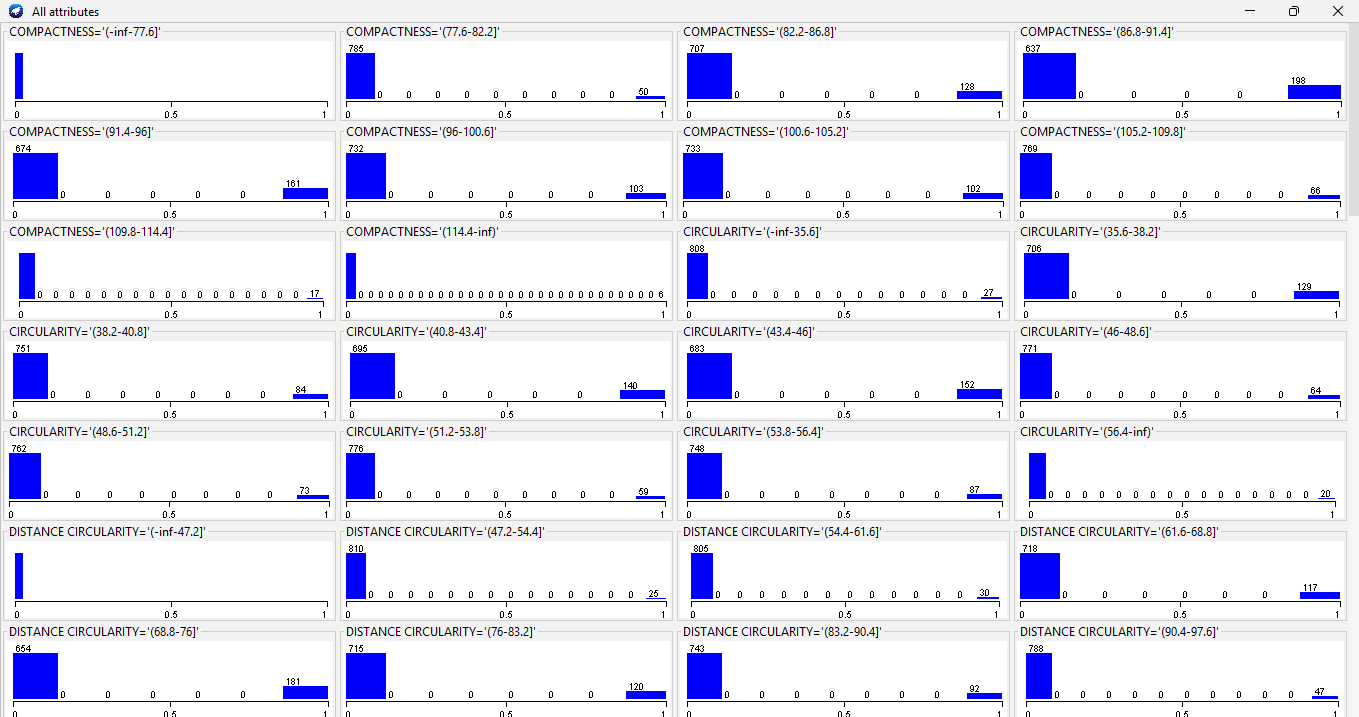 All attributes
COMPACTNESS='(-inf-77.6]' COMPACTNESS='(77.6-82.2]' COMPACTNESS='(82.2-86.8]' COMPACTNESS='(86.8-91.4]'
785 707 637
0 0 0 0 0 0 0 0 0 50 0 0 0 0 0 128 0 0 0 0 198
0 0.5 1 0 0.5 1 0 0.5 1 0 0.5 1
COMPACTNESS='(91.4-96]' COMPACTNESS='(96-100.6]' COMPACTNESS='(100.6-105.2]' COMPACTNESS='(105.2-109.8]'
674 732 733 769
0 0 0 0 0 161 0 0 0 0 0 0 103 0 0 0 0 0 0 102 0 0 0 0 0 0 0 0 66
0 0.5 1 0 0.5 1 0 0.5 1 0 0.5 1
COMPACTNESS='(109.8-114.4]' COMPACTNESS='(114.4-inf)' CIRCULARITY='(-inf-35.6]' CIRCULARITY='(35.6-38.2]'
808 706
0 0 0 0 0 0 0 0 0 0 0 0 0 0 0 0 0 17 0 0 0 0 0 0 0 0 0 0 0 0 0 0 0 0 0 0 0 0 0 0 0 0 0 0 0 0 0 0 6 0 0 0 0 0 0 0 0 0 0 0 0 0 27 0 0 0 0 0 129
0 0.5 1 0 0.5 1 0 0.5 1 0 0.5 1
CIRCULARITY='(38.2-40.8]' CIRCULARITY='(40.8-43.4]' CIRCULARITY='(43.4-46]' CIRCULARITY='(46-48.6]'
751 695 683 771
0 0 0 0 0 0 0 84 0 0 0 0 0 140 0 0 0 0 0 152 0 0 0 0 0 0 0 0 64
0 0.5 1 0 0.5 1 0 0.5 1 0 0.5 1
CIRCULARITY='(48.6-51.2]' CIRCULARITY='(51.2-53.8]' CIRCULARITY='(53.8-56.4]' CIRCULARITY='(56.4-inf)'
762 776 748
0 0 0 0 0 0 0 0 73 0 0 0 0 0 0 0 0 0 59 0 0 0 0 0 0 0 87 0 0 0 0 0 0 0 0 0 0 0 0 0 0 0 0 20
0 0.5 1 0 0.5 1 0 0.5 1 0 0.5 1
DISTANCE CIRCULARITY='(-inf-47.2]' DISTANCE CIRCULARITY='(47.2-54.4]' DISTANCE CIRCULARITY='(54.4-61.6]' DISTANCE CIRCULARITY='(61.6-68.8]'
810 805 718
0 0 0 0 0 0 0 0 0 0 0 0 0 0 25 0 0 0 0 0 0 0 0 0 0 0 0 30 0 0 0 0 0 0 117
0 0.5 1 0 0.5 1 0 0.5 1 0 0.5 1
DISTANCE CIRCULARITY='(68.8-76]' DISTANCE CIRCULARITY='(76-83.2]' DISTANCE CIRCULARITY='(83.2-90.4]' DISTANCE CIRCULARITY='(90.4-97.6]'
654 715 743 788
0 0 0 0 0 181 0 0 0 0 0 0 120 0 0 0 0 0 0 0 92 0 0 0 0 0 0 0 0 0 0 47
0 0.5 1 0 0.5 1 0 0.5 1 0 0.5 1